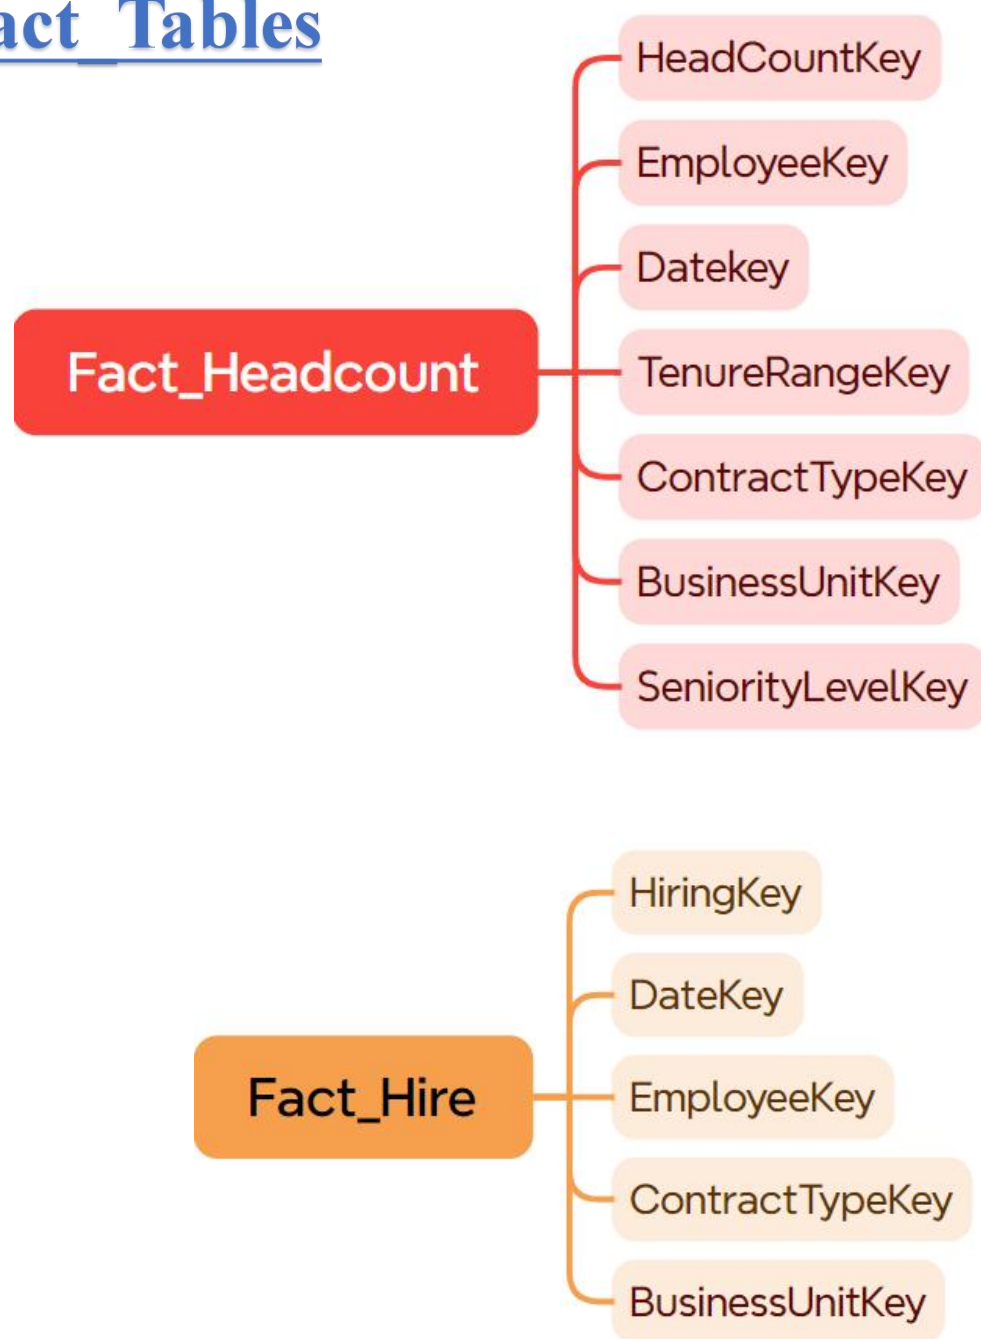 act_Tables
HeadCountKey
EmployeeKey
Datekey
Fact_Headcount
TenureRangeKey
ContractTypeKey
BusinessUnitKey
SeniorityLevelKey
HiringKey
DateKey
Fact_Hire
EmployeeKey
ContractTypeKey
BusinessUnitKey